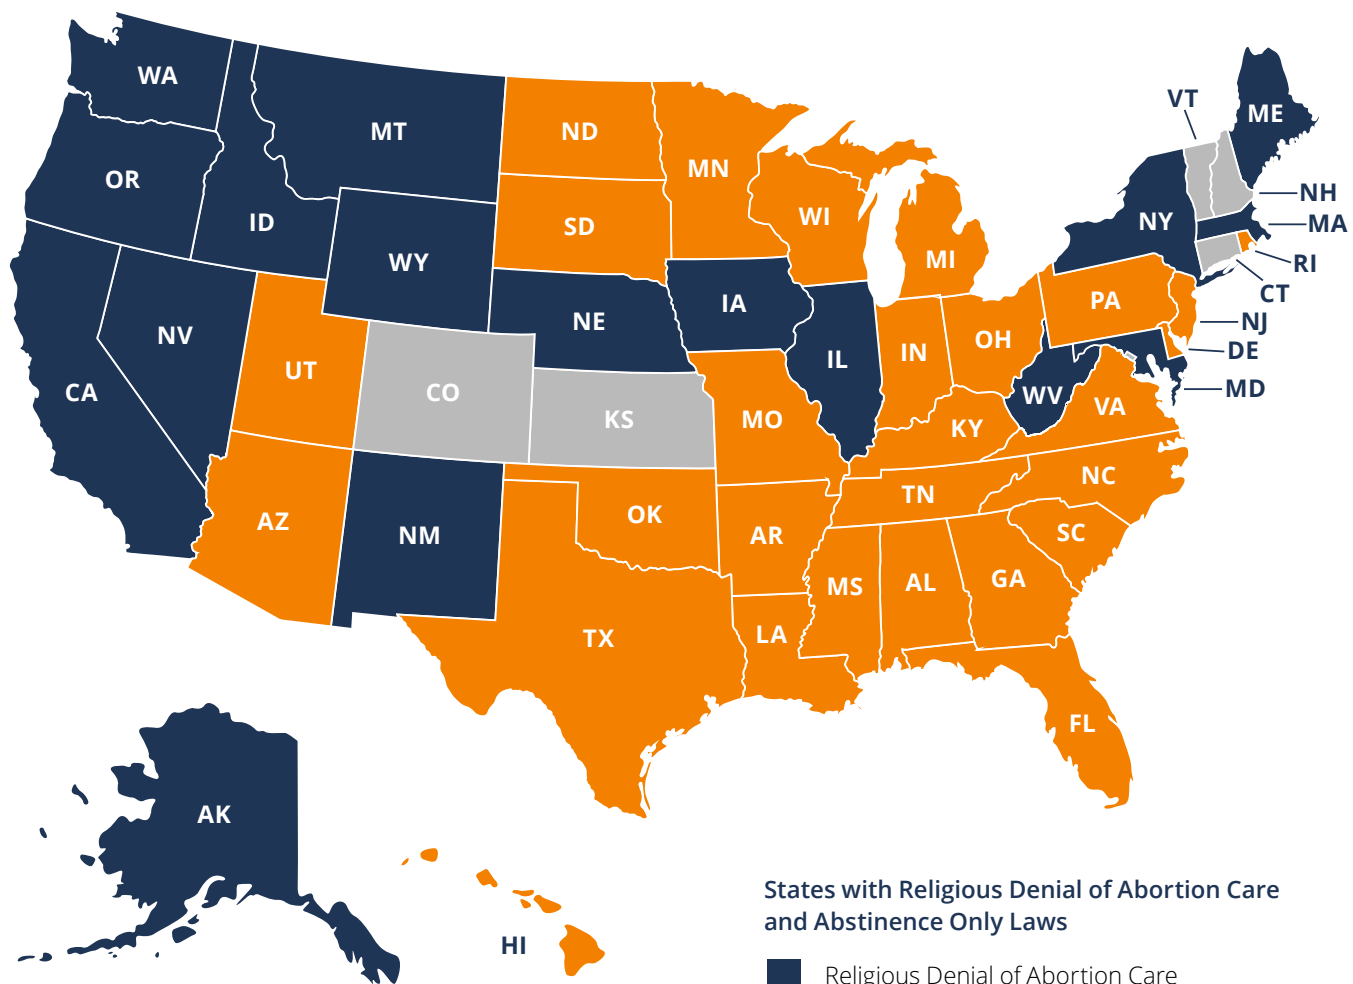 WA
MT
ND
MN
VT
ME
OR
ID
SD
WI
NY
NH
MA
WY
MI
RI
CT
NV
NE
IA
PA
NJ
UT
IL
IN
OH
DE
CA
CO
KS
MO
KY
WV
VA
MD
AZ
NM
OK
AR
TN
NC
SC
TX
LA
MS
AL
GA
FL
AK
HI
States with Religious Denial of Abortion Care
and Abstinence Only Laws
Religious Denial of Abortion Care